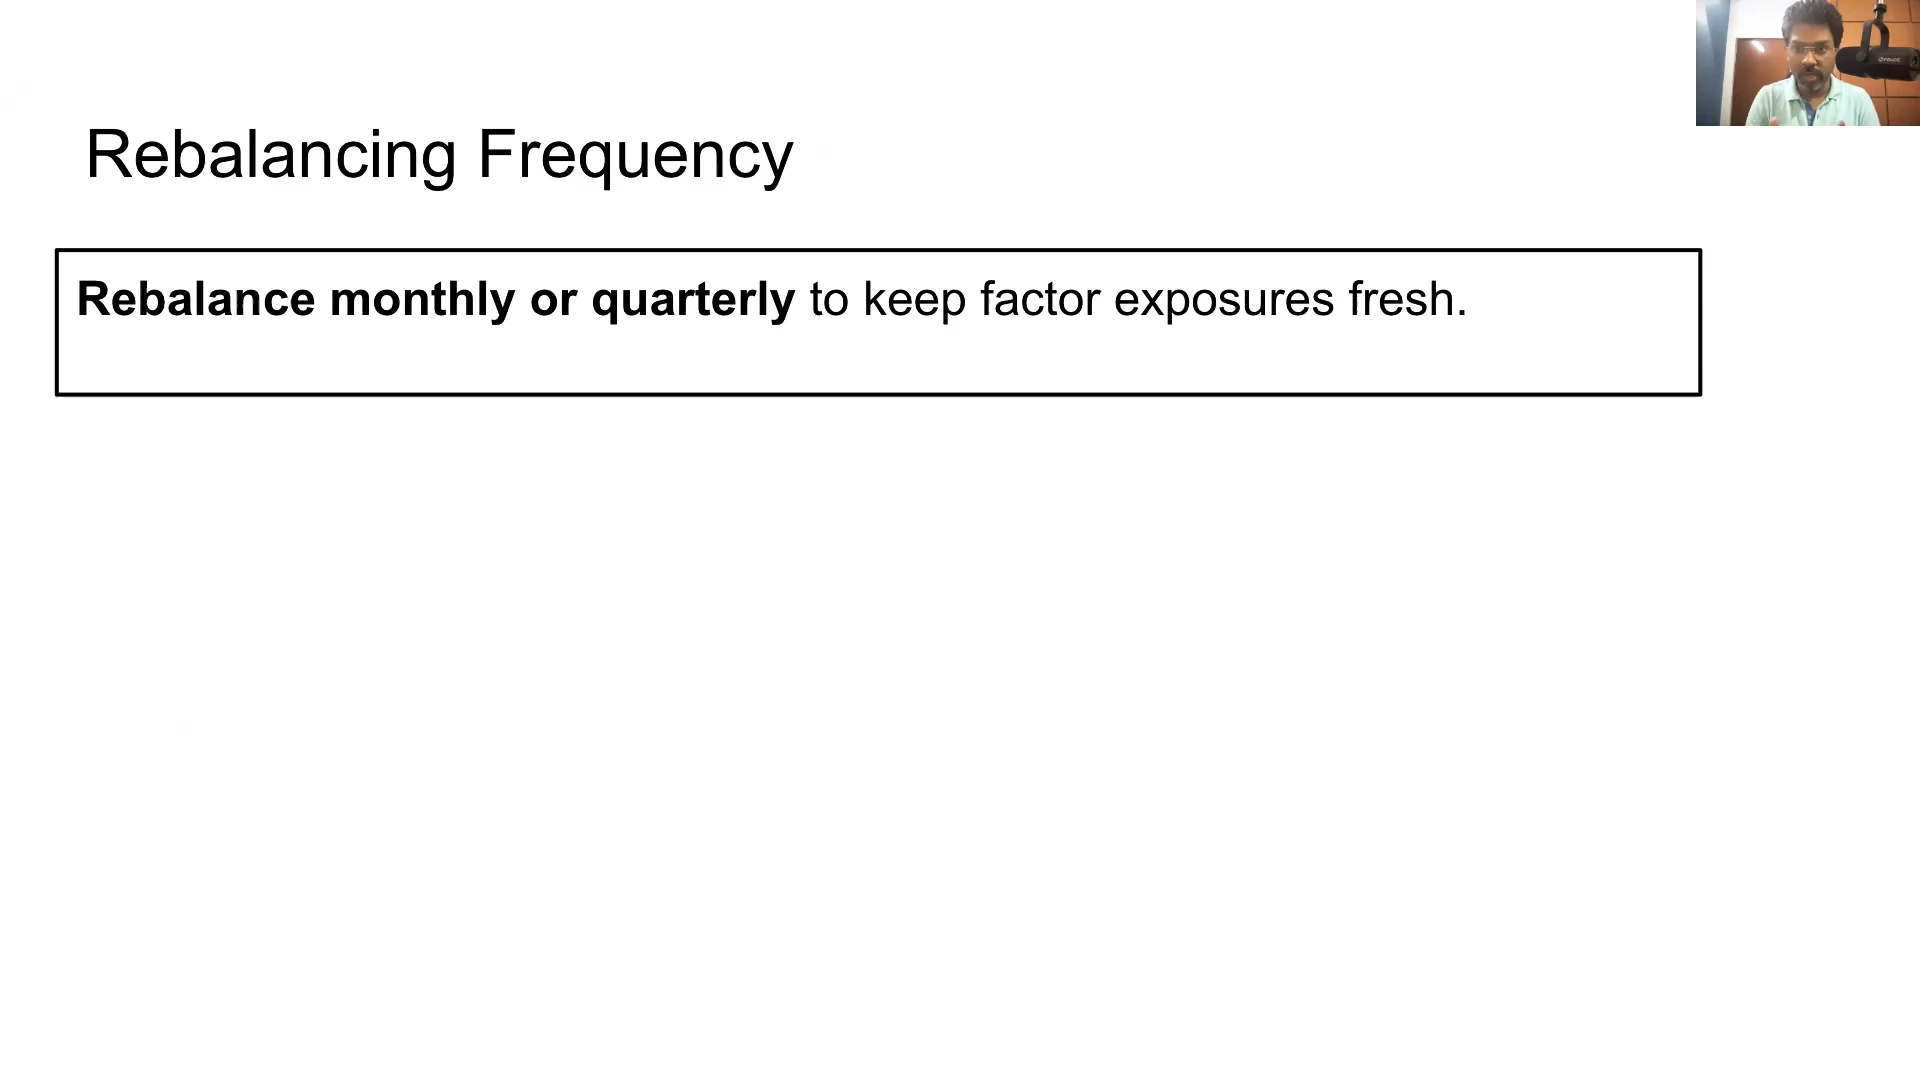 Rebalancing Frequency
Rebalance monthly or quarterly to keep factor exposures fresh.